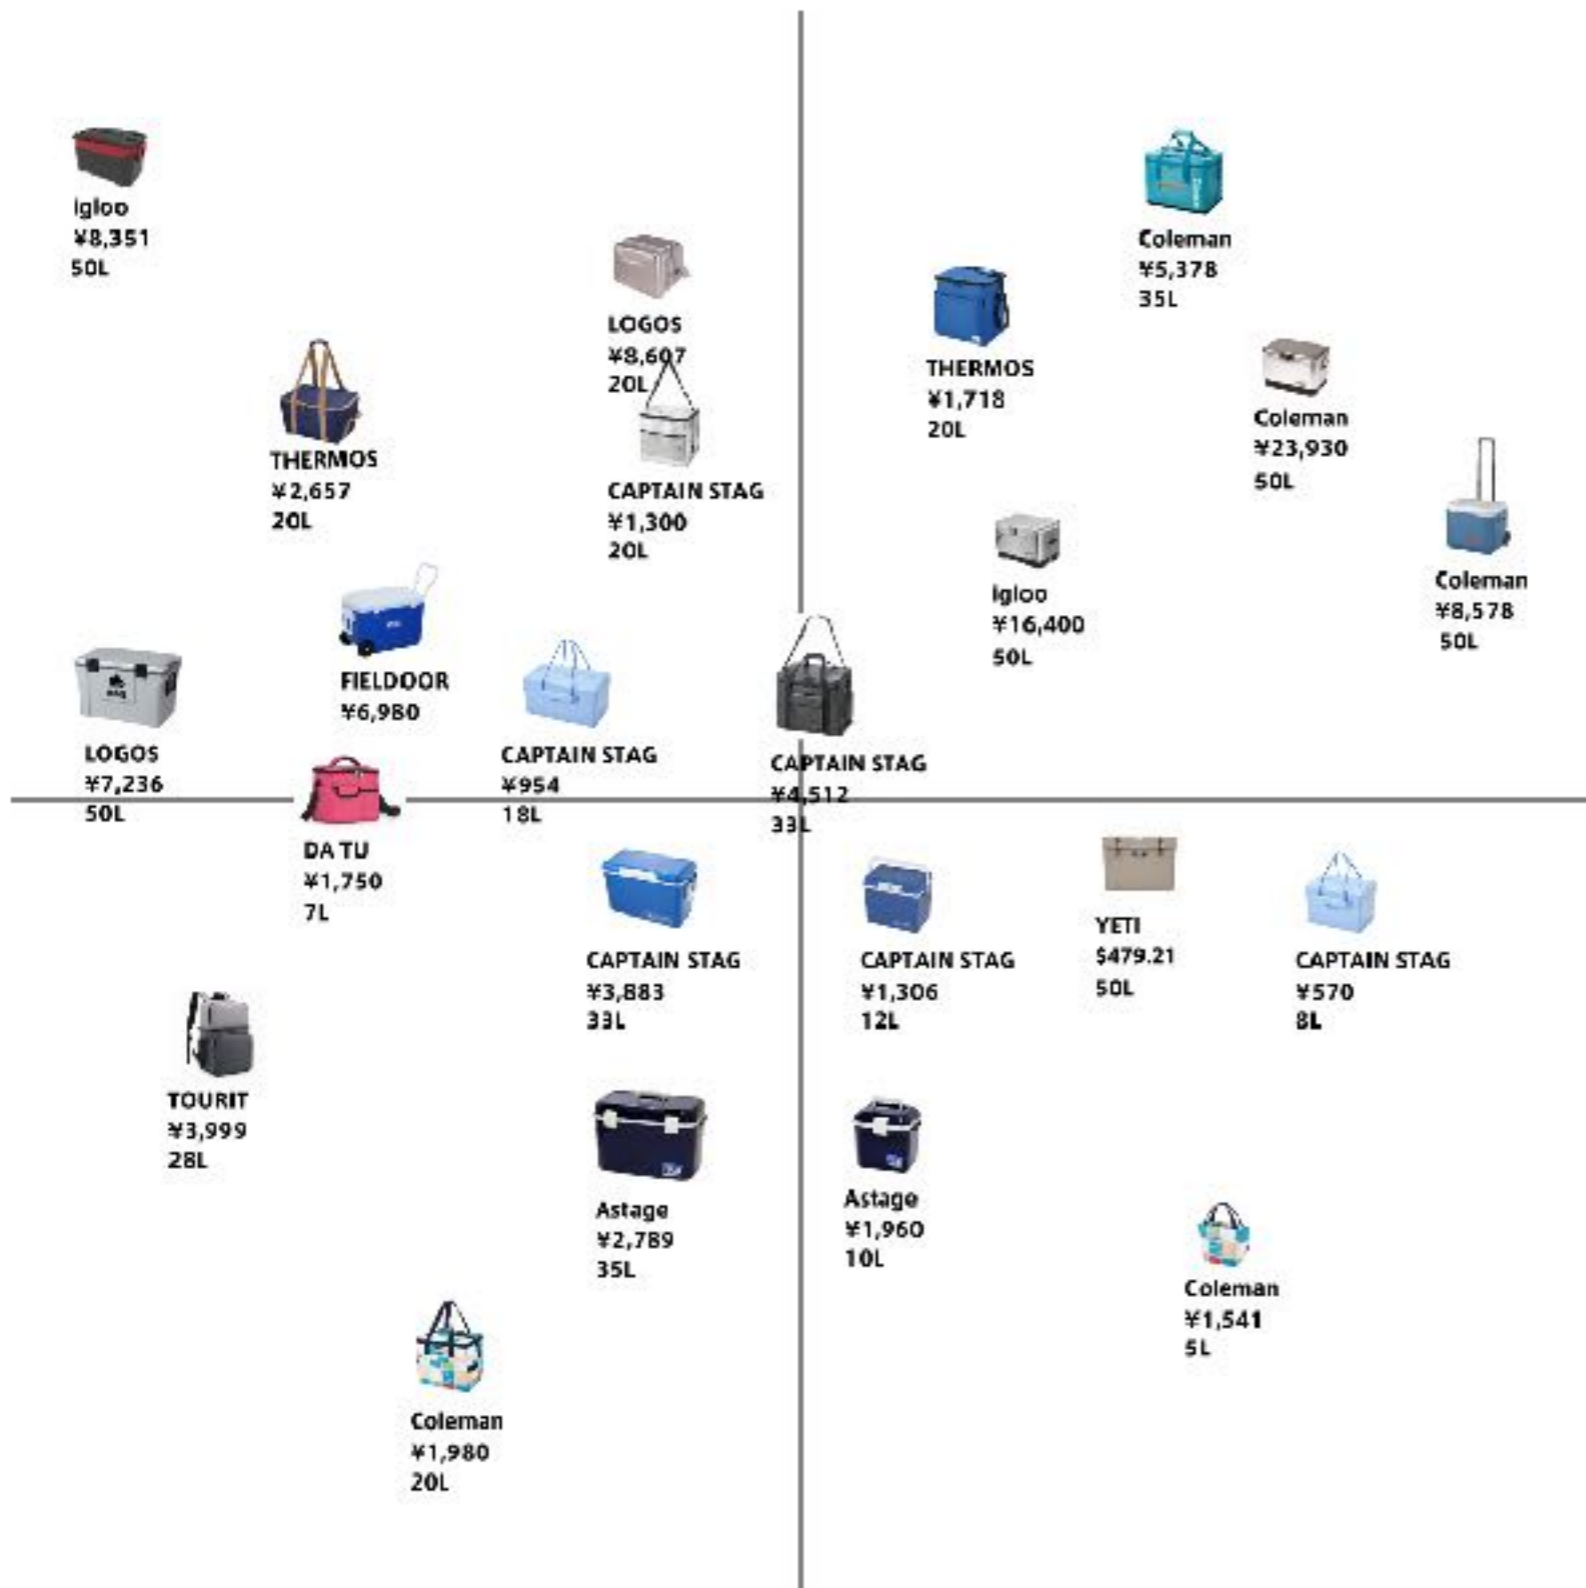 igloo
¥8,351
50L
LOGOS
¥8,607
20L
Coleman
¥5,378
35L
THERMOS
¥1,718
20L
Coleman
¥23,930
50L
THERMOS
¥2,657
20L
CAPTAIN STAG
¥1,300
20L
igloo
¥16,400
50L
Coleman
¥8,578
50L
LOGOS
¥7,236
50L
FIELDOOR
¥6,980
CAPTAIN STAG
¥954
18L
CAPTAIN STAG
¥4,512
33L
DA TU
¥1,750
7L
CAPTAIN STAG
¥3,883
33L
CAPTAIN STAG
¥1,306
12L
YETI
$479.21
50L
CAPTAIN STAG
¥570
8L
TOURIT
¥3,999
28L
Astage
¥2,789
35L
Astage
¥1,960
10L
Coleman
¥1,541
5L
Coleman
¥1,980
20L